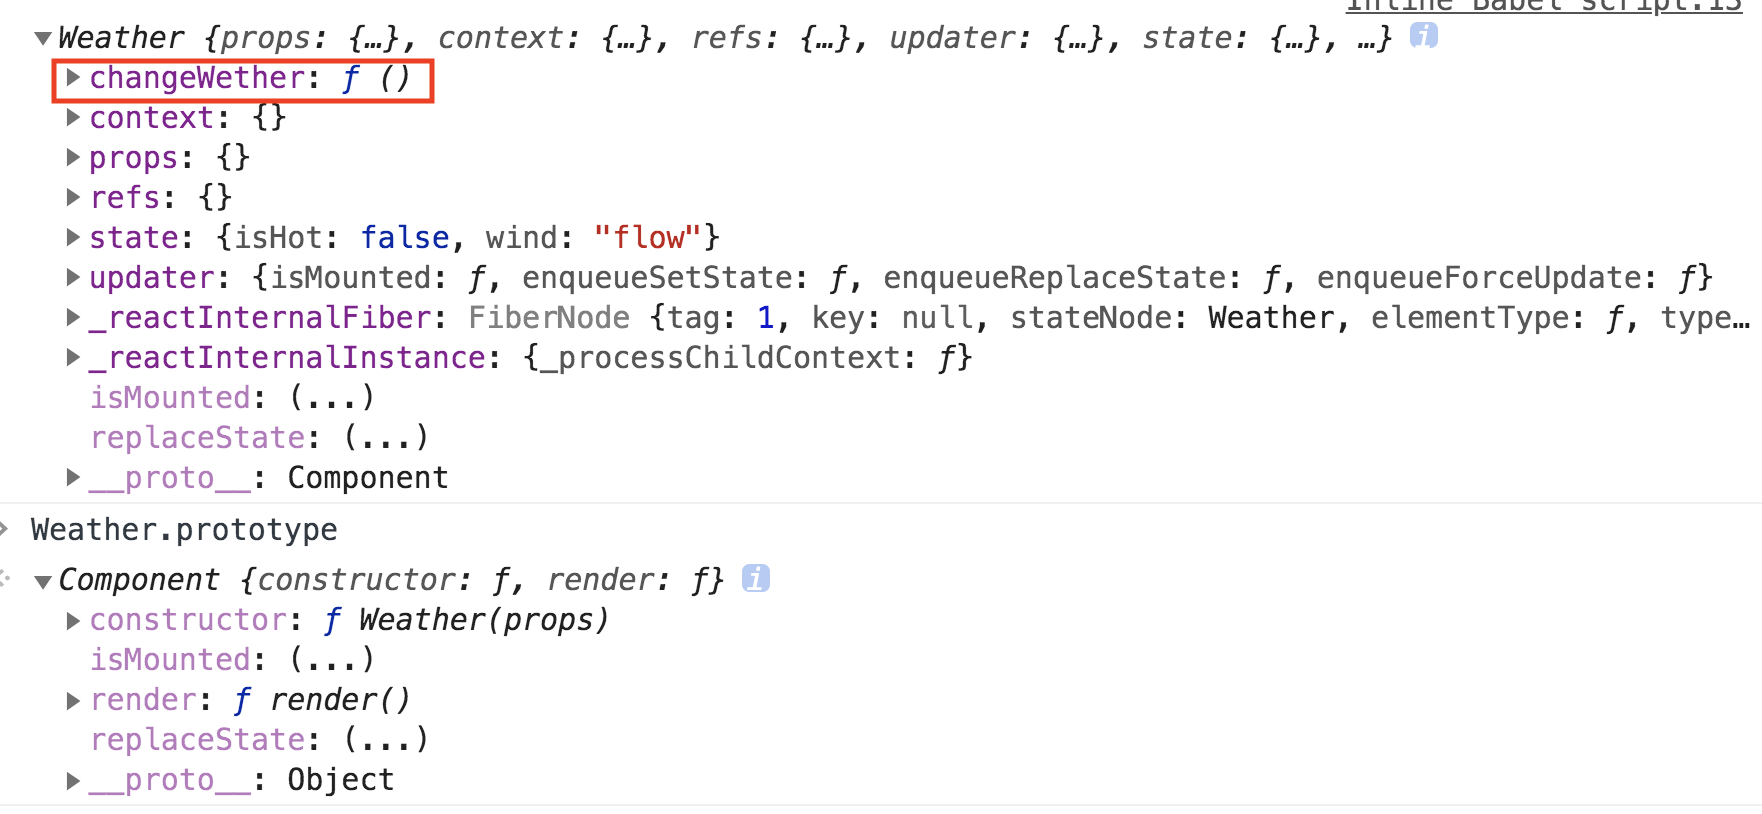 Inline Babel script:13
▼Weather {props: {…}, context: {…}, refs: {…}, updater: {…}, state: {…}, …} i
▶changeWether: ƒ ()
▶context: {}
▶props: {}
▶refs: {}
▶state: {isHot: false, wind: "flow"}
▶updater: {isMounted: ƒ, enqueueSetState: ƒ, enqueueReplaceState: ƒ, enqueueForceUpdate: ƒ}
▶_reactInternalFiber: FiberNode {tag: 1, key: null, stateNode: Weather, elementType: ƒ, type…
▶_reactInternalInstance: {_processChildContext: ƒ}
isMounted: (...)
replaceState: (...)
▶__proto__: Component
> Weather.prototype
▼Component {constructor: ƒ, render: ƒ} i
▶constructor: ƒ Weather(props)
isMounted: (...)
▶render: ƒ render()
replaceState: (...)
▶__proto__: Object